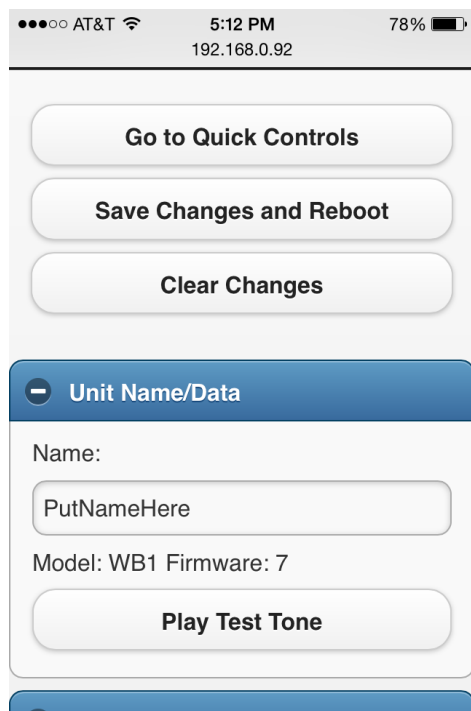 AT&T 5:12 PM 78%
192.168.0.92
Go to Quick Controls
Save Changes and Reboot
Clear Changes
Unit Name/Data
Name:
PutNameHere
Model: WB1 Firmware: 7
Play Test Tone